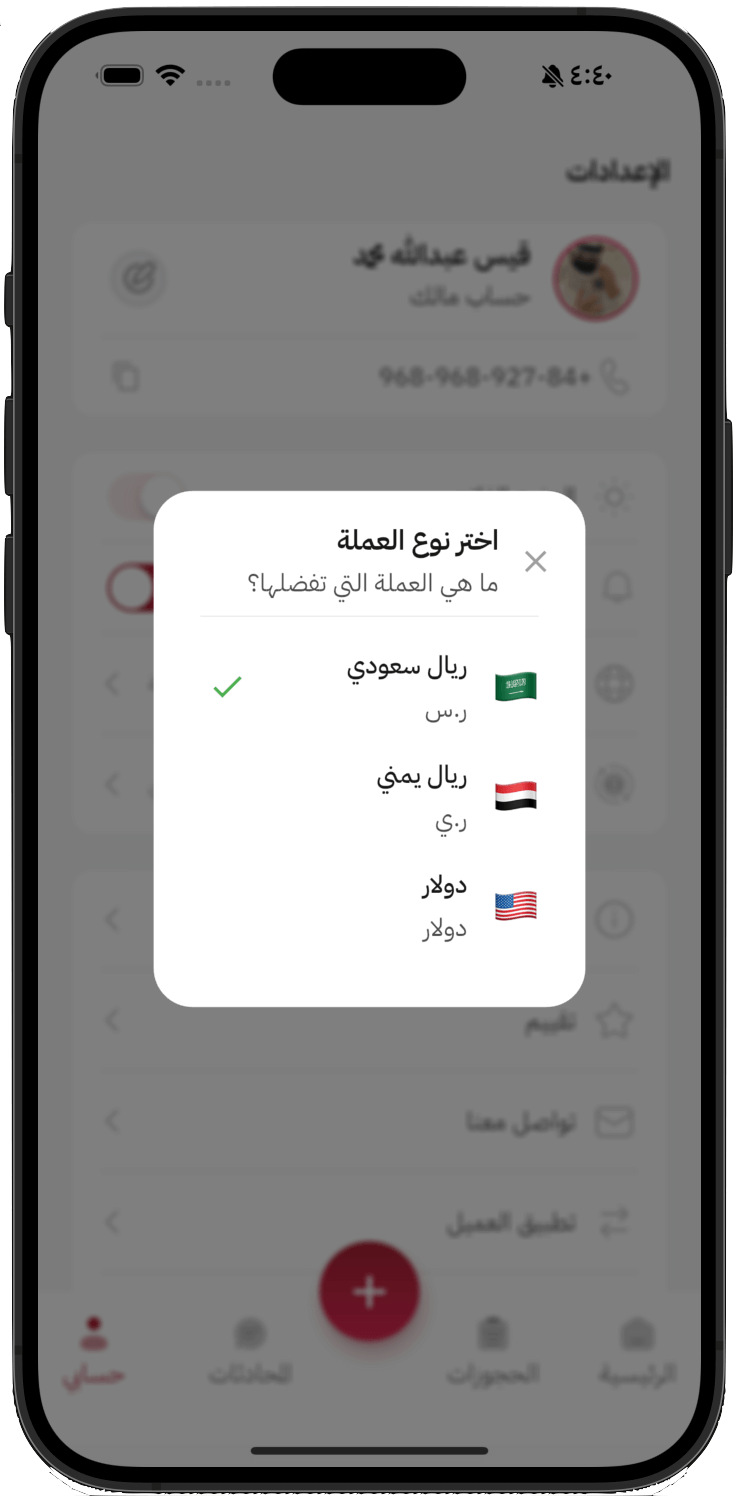 ٤:٤٠
الإعدادات
قيس عبدالله محمد
حساب مالك
968-968-927-84+
اختر نوع العملة
ما هي العملة التي تفضلها؟
ريال سعودي
ر.س
ريال يمني
ر.ي
دولار
دولار
تقييم
تواصل معنا
تطبيق العميل
الرئيسية
الحجوزات
المحادثات
حسابي